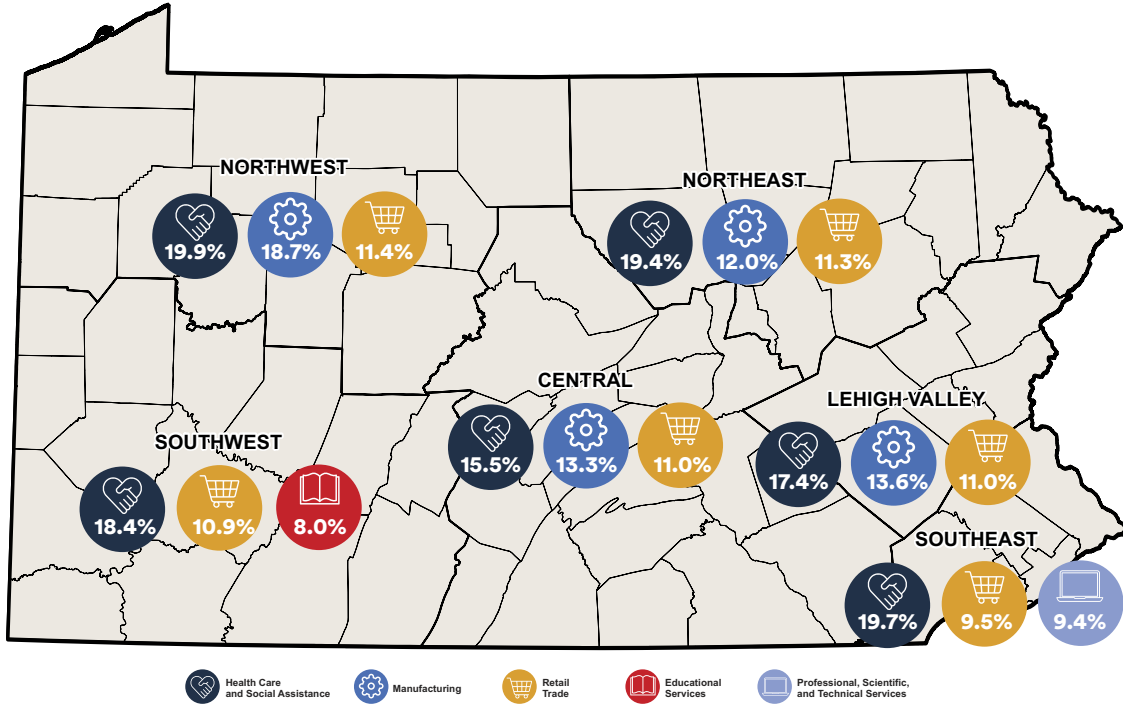 NORTHWEST
19.9% 18.7% 11.4%
NORTHEAST
19.4% 12.0% 11.3%
CENTRAL
15.5% 13.3% 11.0%
LEHIGH VALLEY
17.4% 13.6% 11.0%
SOUTHWEST
18.4% 10.9% 8.0%
SOUTHEAST
19.7% 9.5% 9.4%
Health Care
and Social Assistance
Manufacturing
Retail
Trade
Educational
Services
Professional, Scientific,
and Technical Services